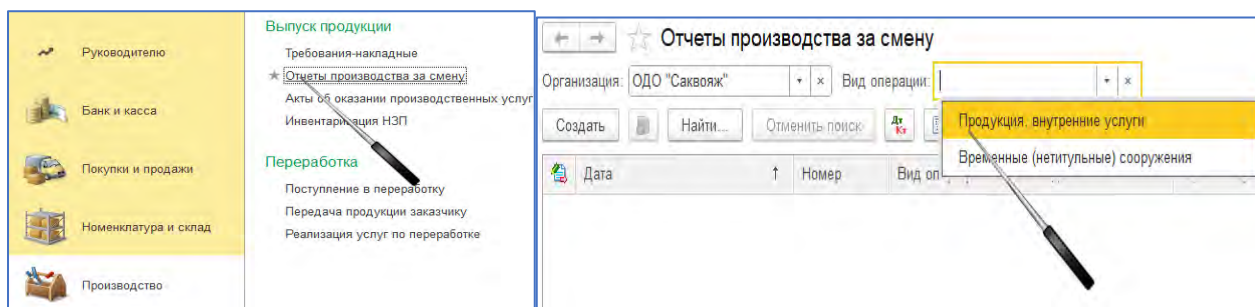 Руководителю
Банк и касса
Покупки и продажи
Номенклатура и склад
Производство
Выпуск продукции
Требования-накладные
Отчеты производства за смену
Акты об оказании производственных услуг
Инвентаризация НЗП
Переработка
Поступление в переработку
Передача продукции заказчику
Реализация услуг по переработке
Отчеты производства за смену
Организация: ОДО "Саквояж" Вид операции:
Создать Найти... Отменить поиск Дт Кт
Продукция, внутренние услуги
Временные (нетитульные) сооружения
Дата ↑ Номер Вид оп